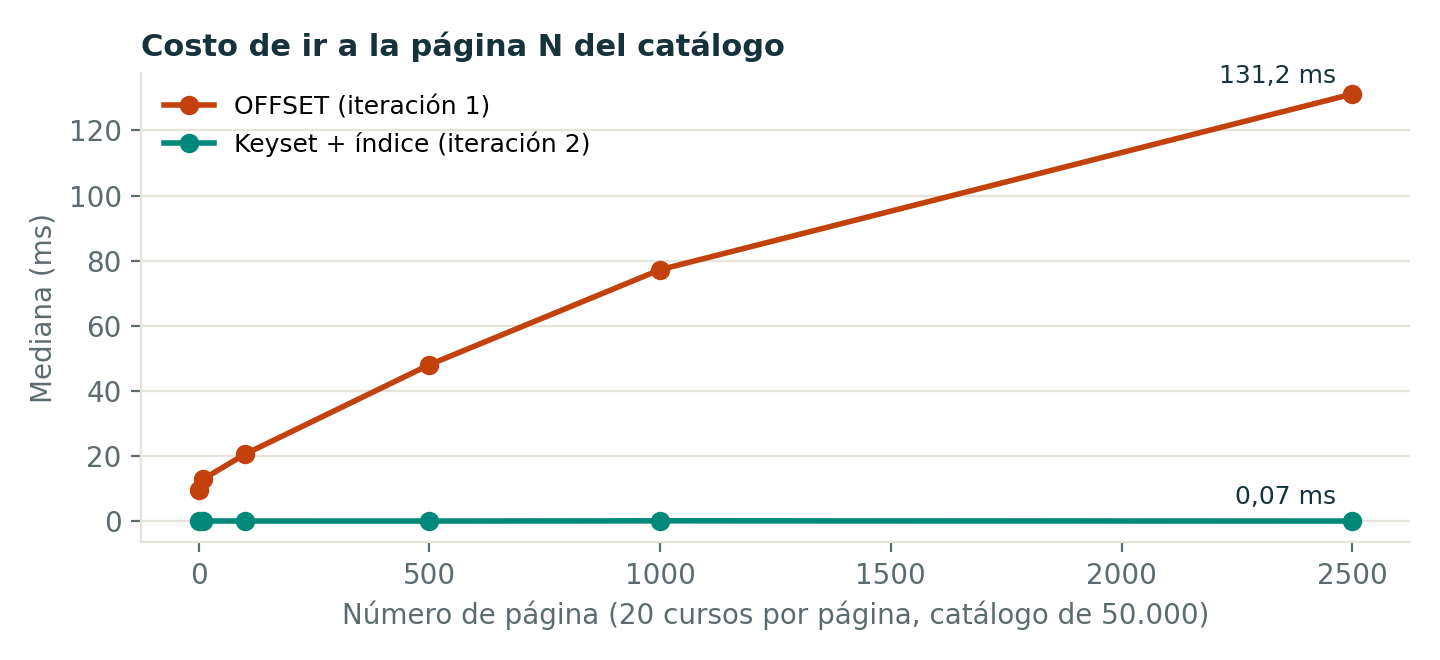 Costo de ir a la página N del catálogo
131,2 ms
OFFSET (iteración 1)
Keyset + índice (iteración 2)
Mediana (ms)
120
100
80
60
40
20
0
0,07 ms
0 500 1000 1500 2000 2500
Número de página (20 cursos por página, catálogo de 50.000)